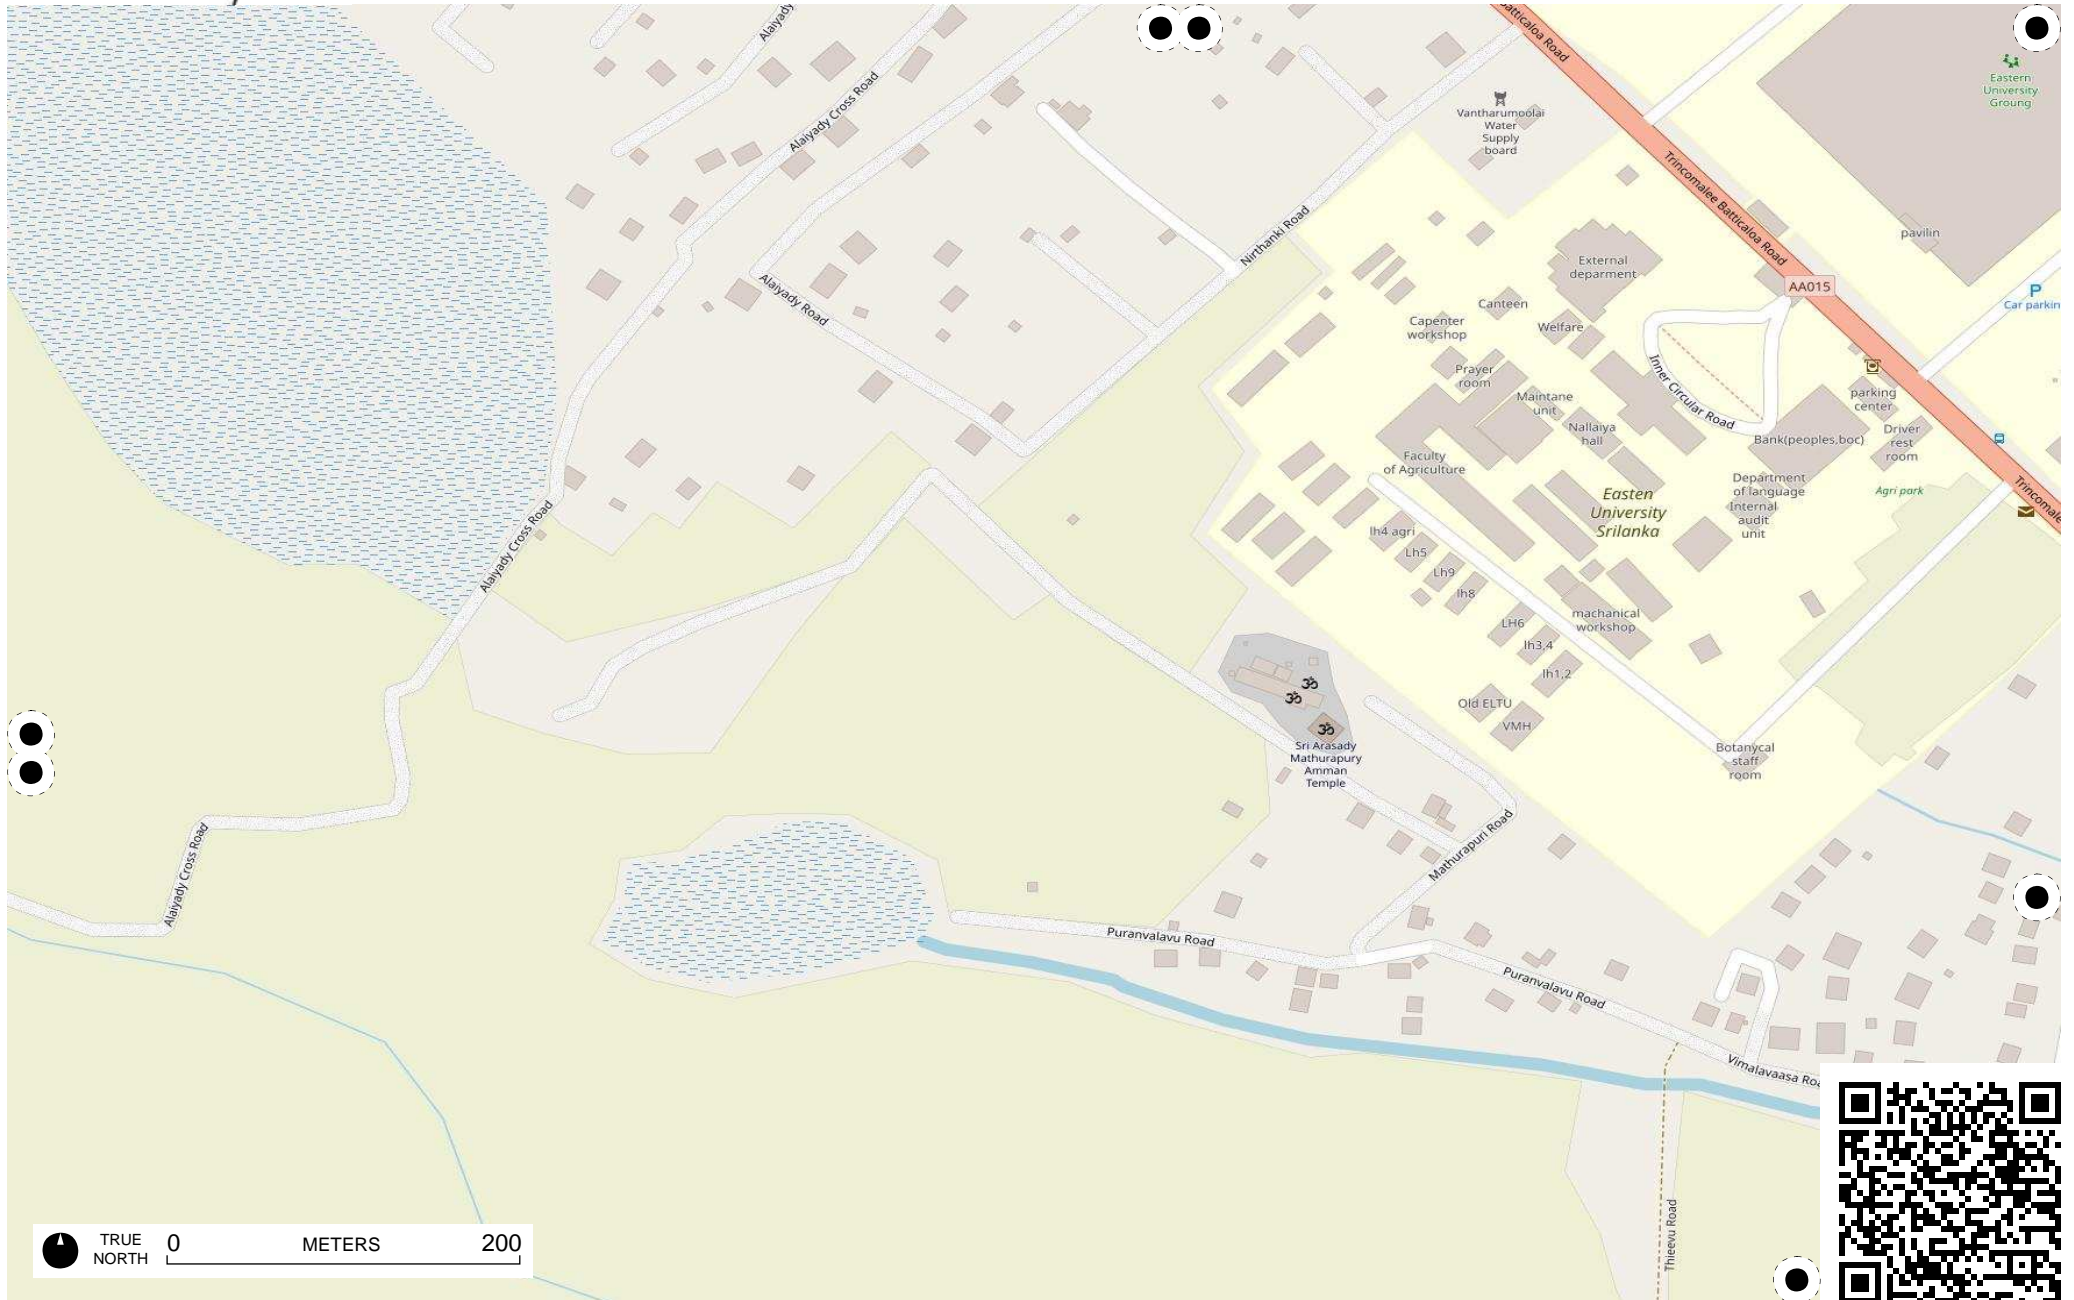 Alaiyady
Batticaloa Road
Eastern
University
Groung
Alaiyady Cross Road
Vantharumoolai
Water
Supply
board
Trincomalee Batticaloa Road
Nirthanki Road
pavilin
External
deparment
AA015
P
Car parkin
Alaiyady Road
Canteen
Capenter
workshop
Welfare
Inner Circular Road
Prayer
room
Maintane
unit
parking
center
Nallaiya
hall
Bank(peoples,boc)
Driver
rest
room
Faculty
of Agriculture
Department
of language
Internal
audit
unit
Agri park
Trincomale
Easten
University
Srilanka
Alaiyady Cross Road
lh4 agri
Lh5
Lh9
lh8
LH6
machanical
workshop
lh3,4
lh1,2
Old ELTU
VMH
ॐ
ॐ
ॐ
Sri Arasady
Mathurapury
Amman
Temple
Botanycal
staff
room
Mathurapuri Road
Alaiyady Cross Road
Puranvalavu Road
Puranvalavu Road
Vimalavaasa Roa
Thieevu Road
TRUE
NORTH
0 METERS 200